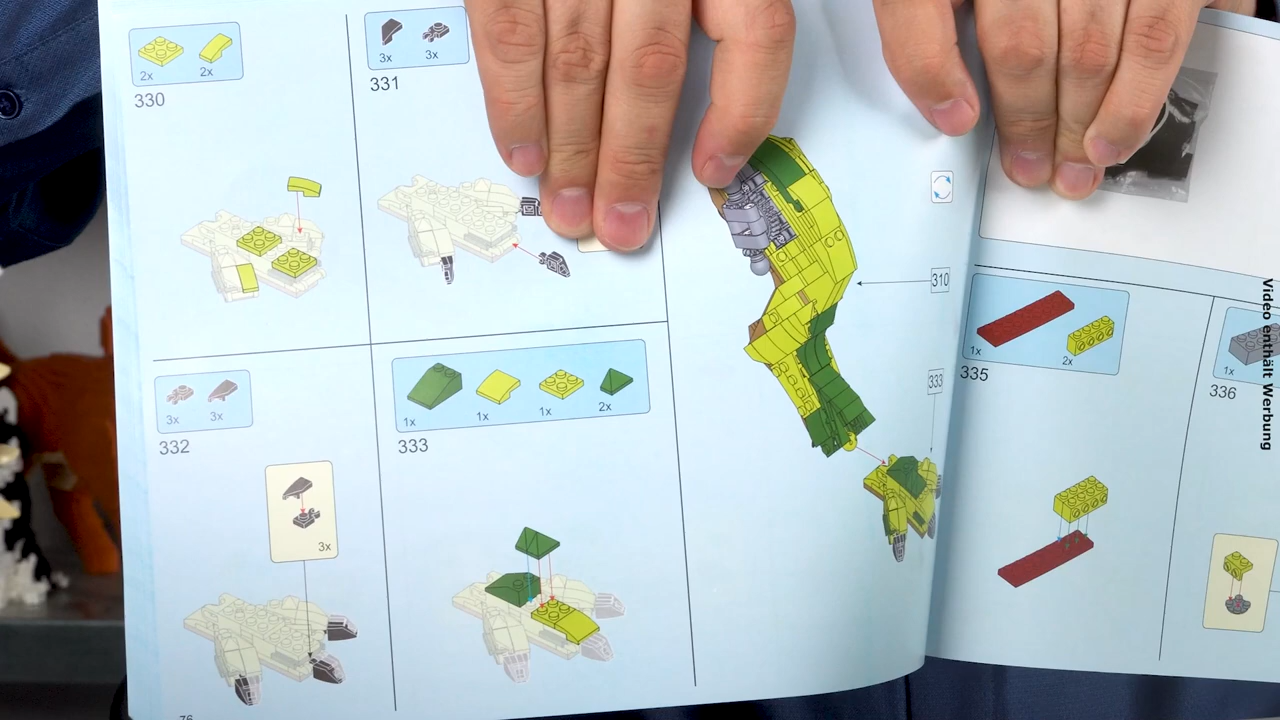 2x 2x
330
3x 3x
331
3x 3x
332
3x
1x 1x 1x 2x
333
76
310
333
1x 2x
335
1x
336
Video enthält Werbung